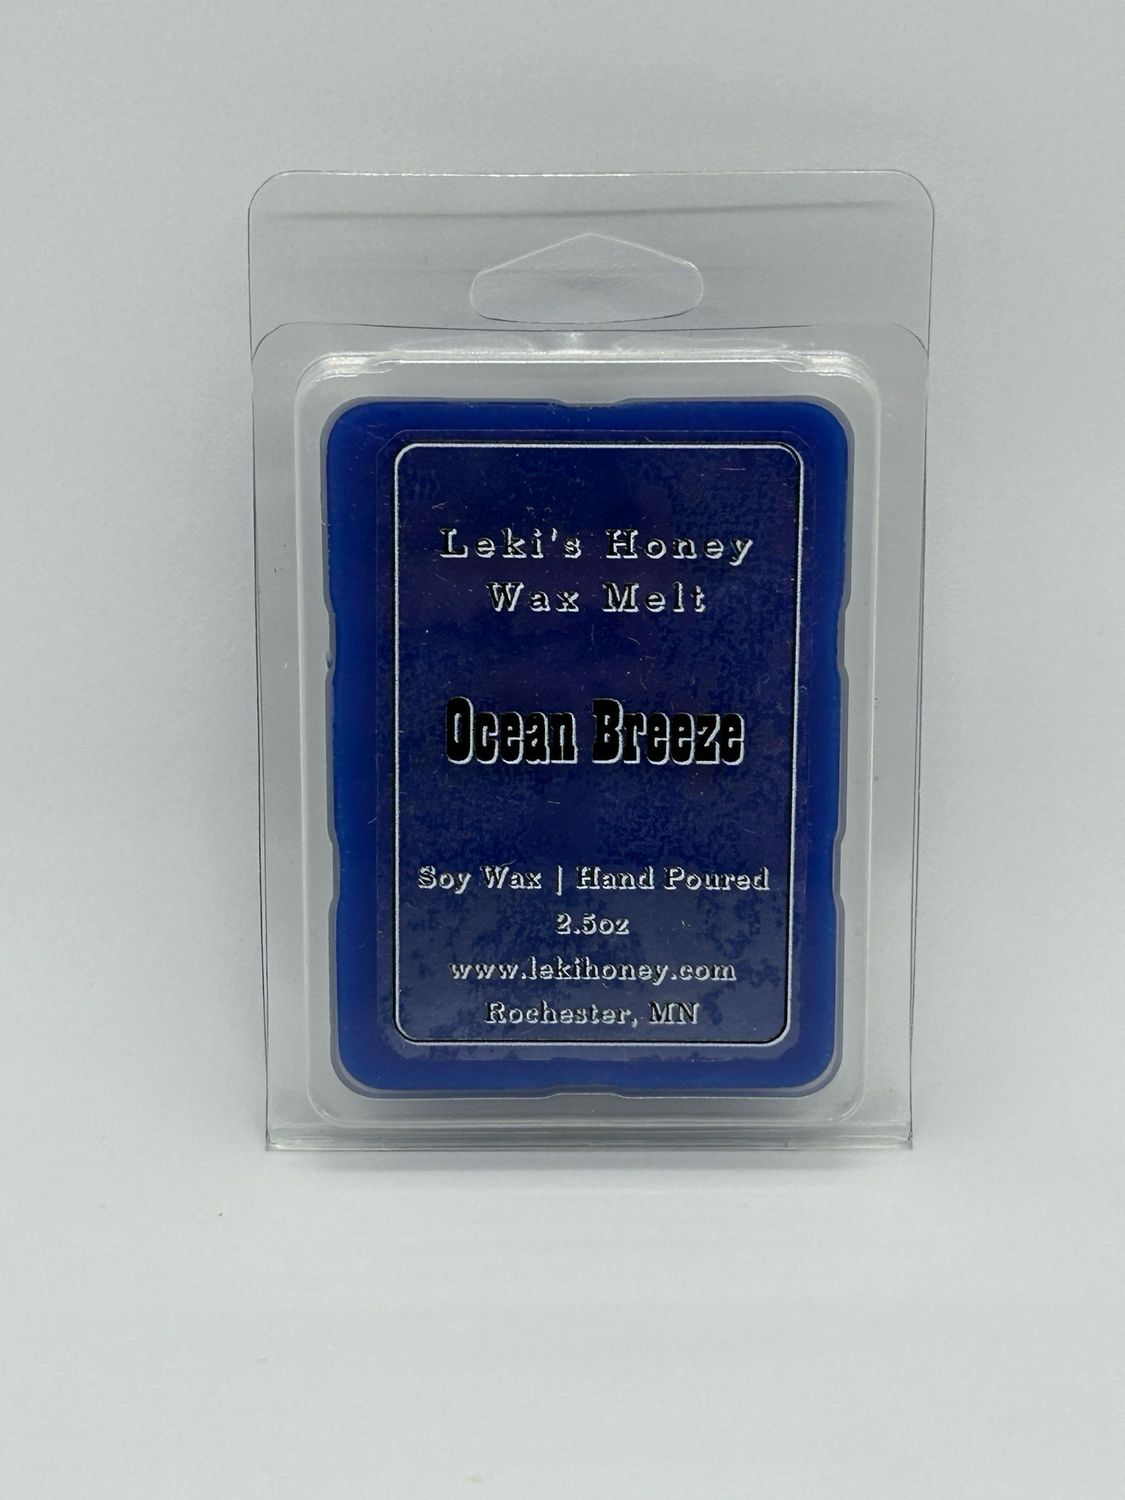 Leki's Honey
Wax Melt
Ocean Breeze
Soy Wax | Hand Poured
2.5oz
www.lekihoney.com
Rochester, MN